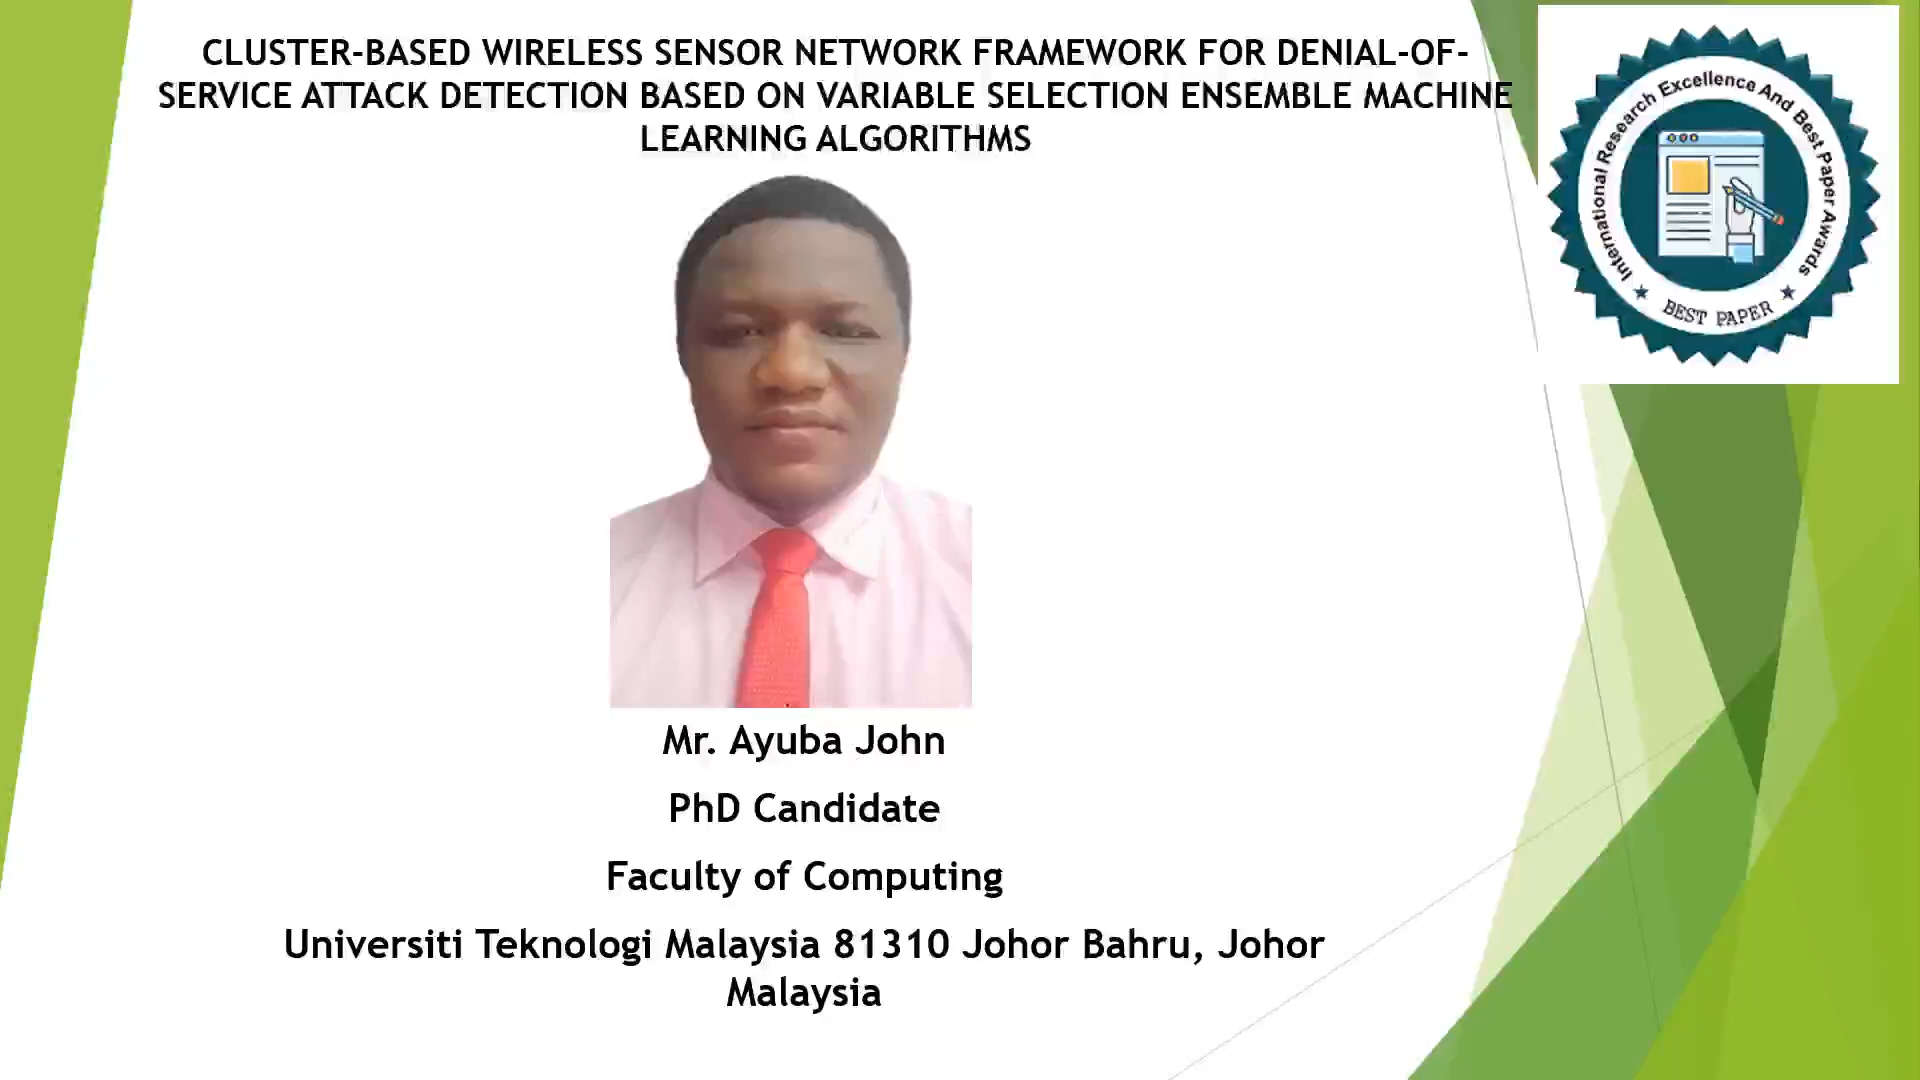 CLUSTER-BASED WIRELESS SENSOR NETWORK FRAMEWORK FOR DENIAL-OF-
SERVICE ATTACK DETECTION BASED ON VARIABLE SELECTION ENSEMBLE MACHINE
LEARNING ALGORITHMS
International Research Excellence And Best Paper Awards
BEST PAPER
Mr. Ayuba John
PhD Candidate
Faculty of Computing
Universiti Teknologi Malaysia 81310 Johor Bahru, Johor
Malaysia